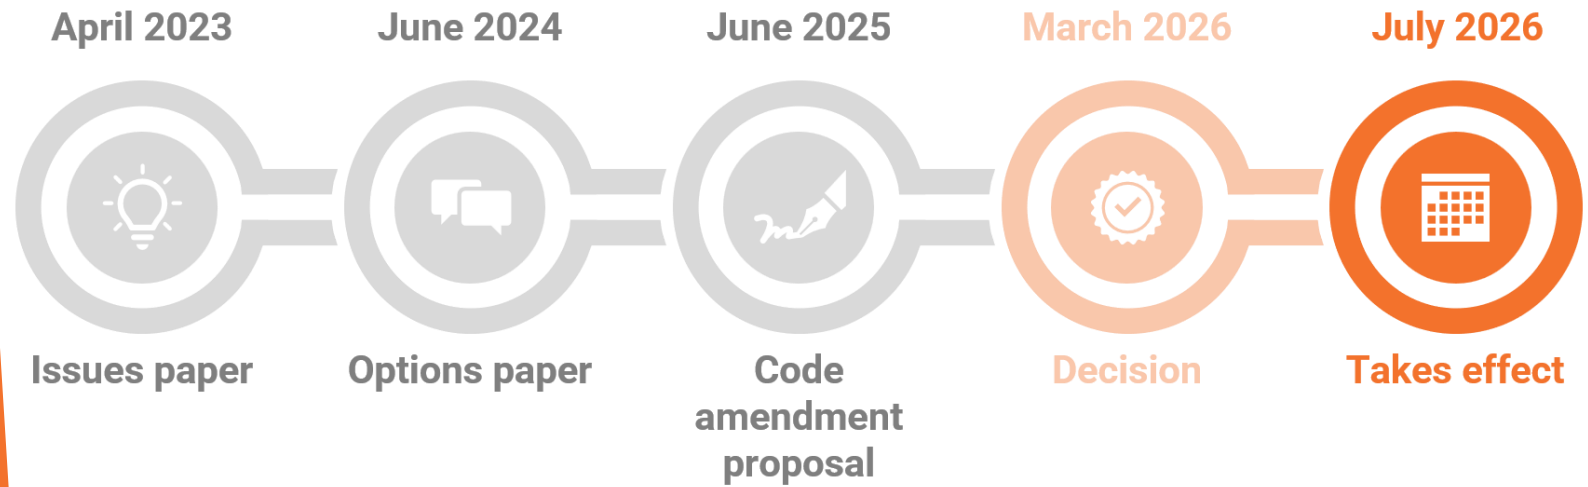 April 2023
June 2024
June 2025
March 2026
July 2026
Issues paper
Options paper
Code
amendment
proposal
Decision
Takes effect